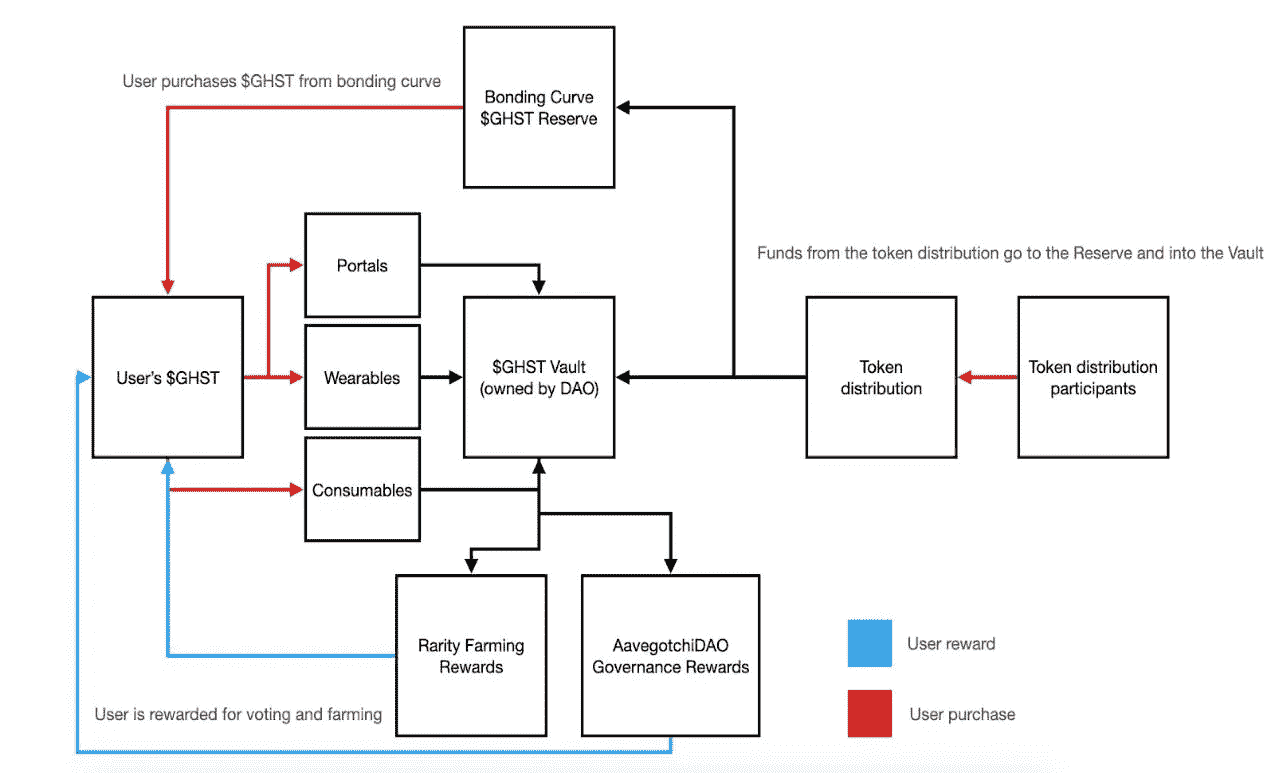 User purchases $GHST from bonding curve
Bonding Curve
$GHST Reserve
Funds from the token distribution go to the Reserve and into the Vault
Portals
User's $GHST
Wearables
$GHST Vault
(owned by DAO)
Token
distribution
Token distribution
participants
Consumables
Rarity Farming
Rewards
AavegotchiDAO
Governance Rewards
User reward
User is rewarded for voting and farming
User purchase